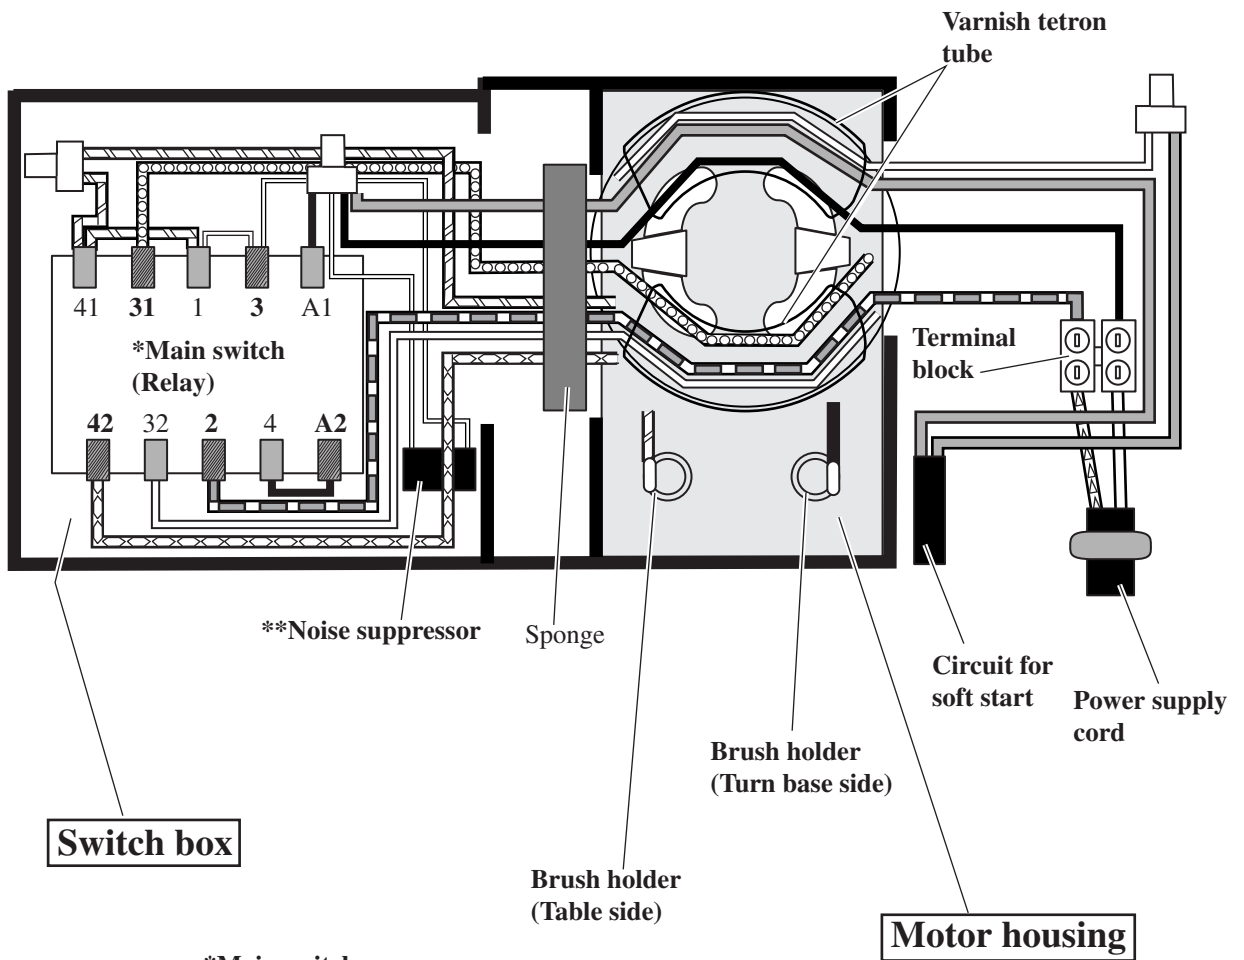 Varnish tetron
tube
41 31 1 3 A1
*Main switch
(Relay)
Terminal
block
42 32 2 4 A2
**Noise suppressor
Sponge
Circuit for
soft start
Power supply
cord
Brush holder
(Turn base side)
Switch box
Brush holder
(Table side)
Motor housing
*Main switch